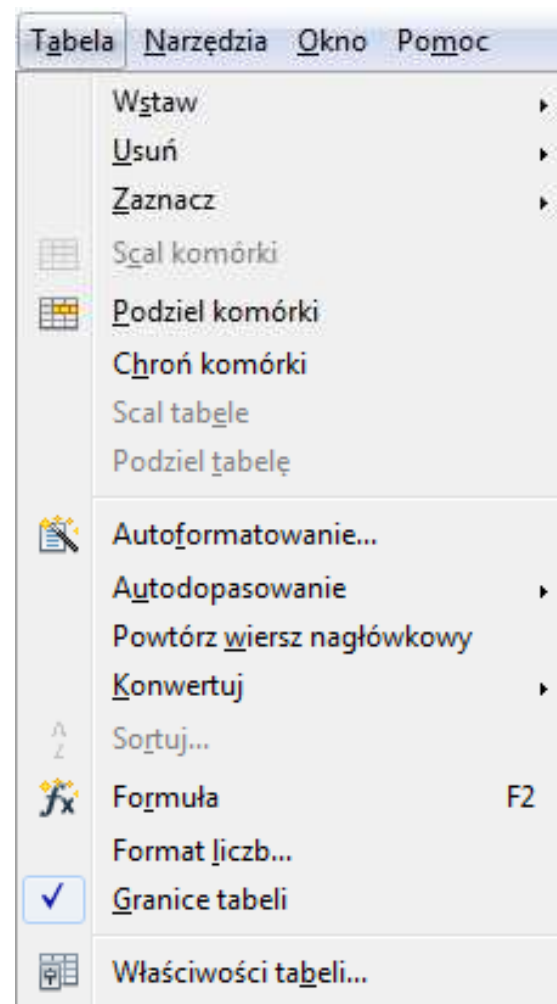 Tabela Narzędzia Okno Pomoc
Wstaw
Usuń
Zaznacz
Scal komórki
Podziel komórki
Chroń komórki
Scal tabele
Podziel tabelę
Autoformatowanie...
Autodopasowanie
Powtórz wiersz nagłówkowy
Konwertuj
Sortuj...
Formuła F2
Format liczb...
Granice tabeli
Właściwości tabeli...